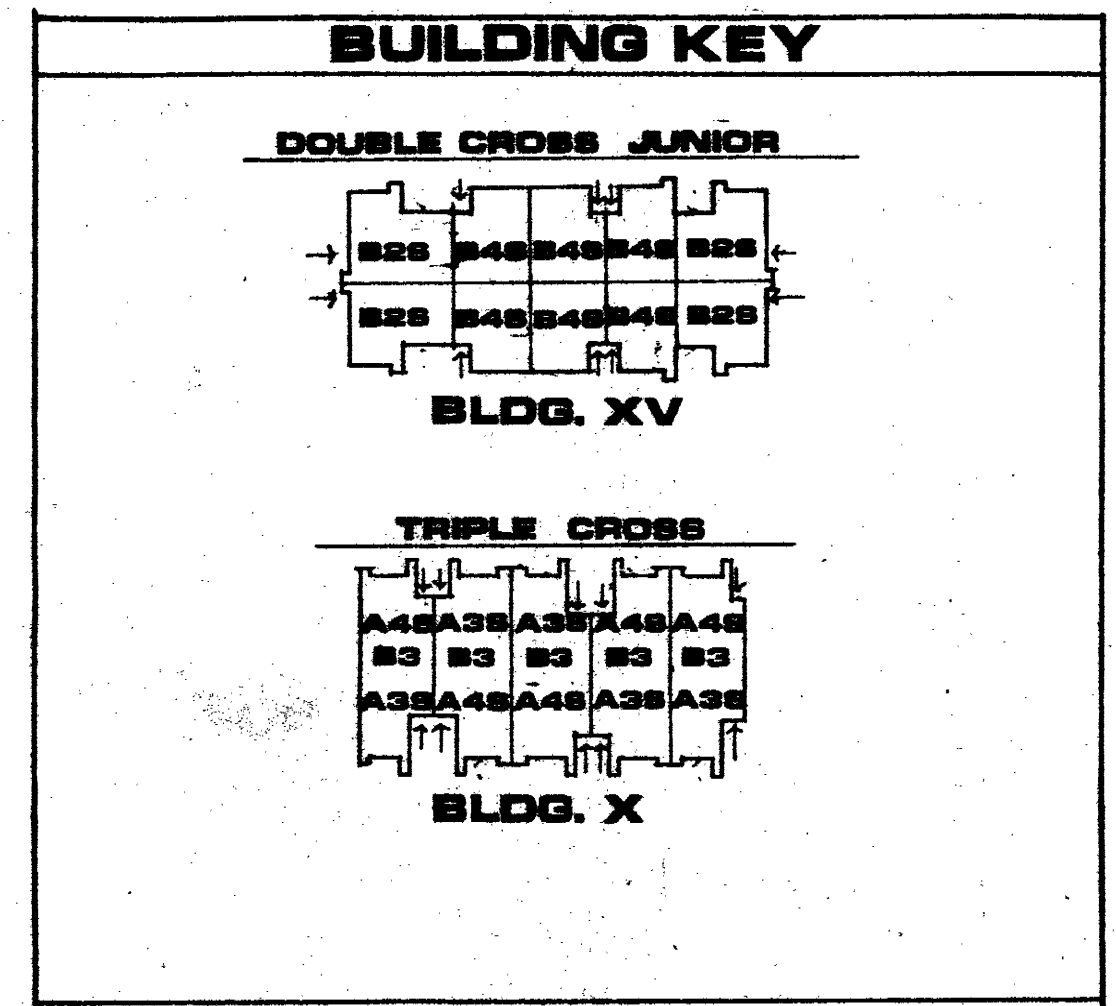 BUILDING KEY
DOUBLE CROSS JUNIOR
B2S B4S B4S B4S B2S
B2S B4S B4S B4S B2S
BLDG. XV
TRIPLE CROSS
A4S A3S A3S A4S A4S
B3 B3 B3 B3 B3
A3S A4S A4S A3S A3S
BLDG. X